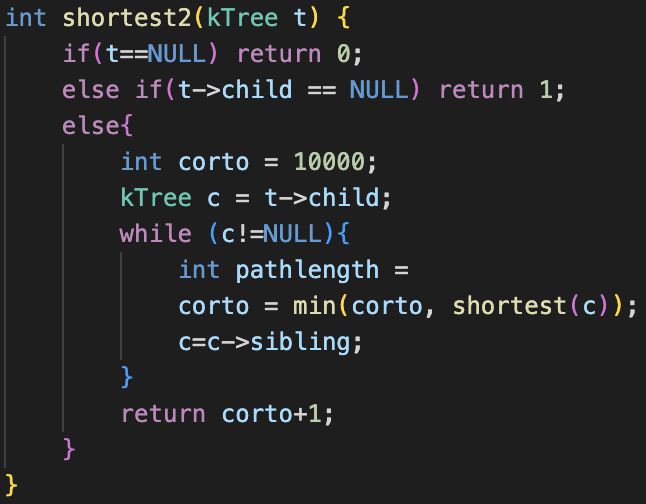 int shortest2(kTree t) {
    if(t==NULL) return 0;
    else if(t->child == NULL) return 1;
    else{
        int corto = 10000;
        kTree c = t->child;
        while (c!=NULL){
            int pathlength =
            corto = min(corto, shortest(c));
            c=c->sibling;
        }
        return corto+1;
    }
}